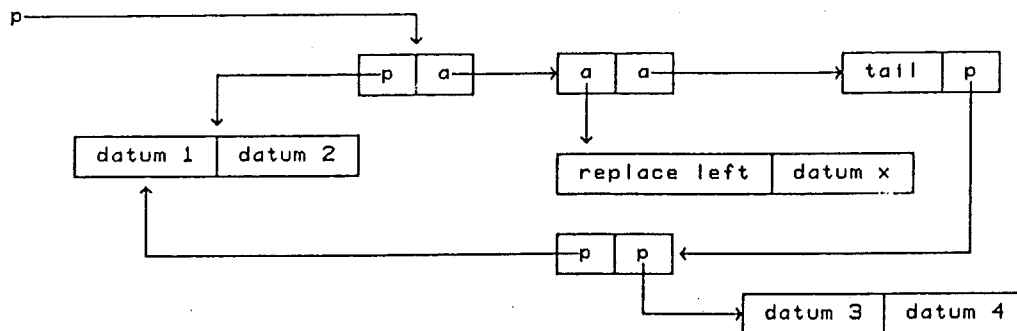 p
p a a a tail p
datum 1 datum 2
replace left datum x
p p
datum 3 datum 4